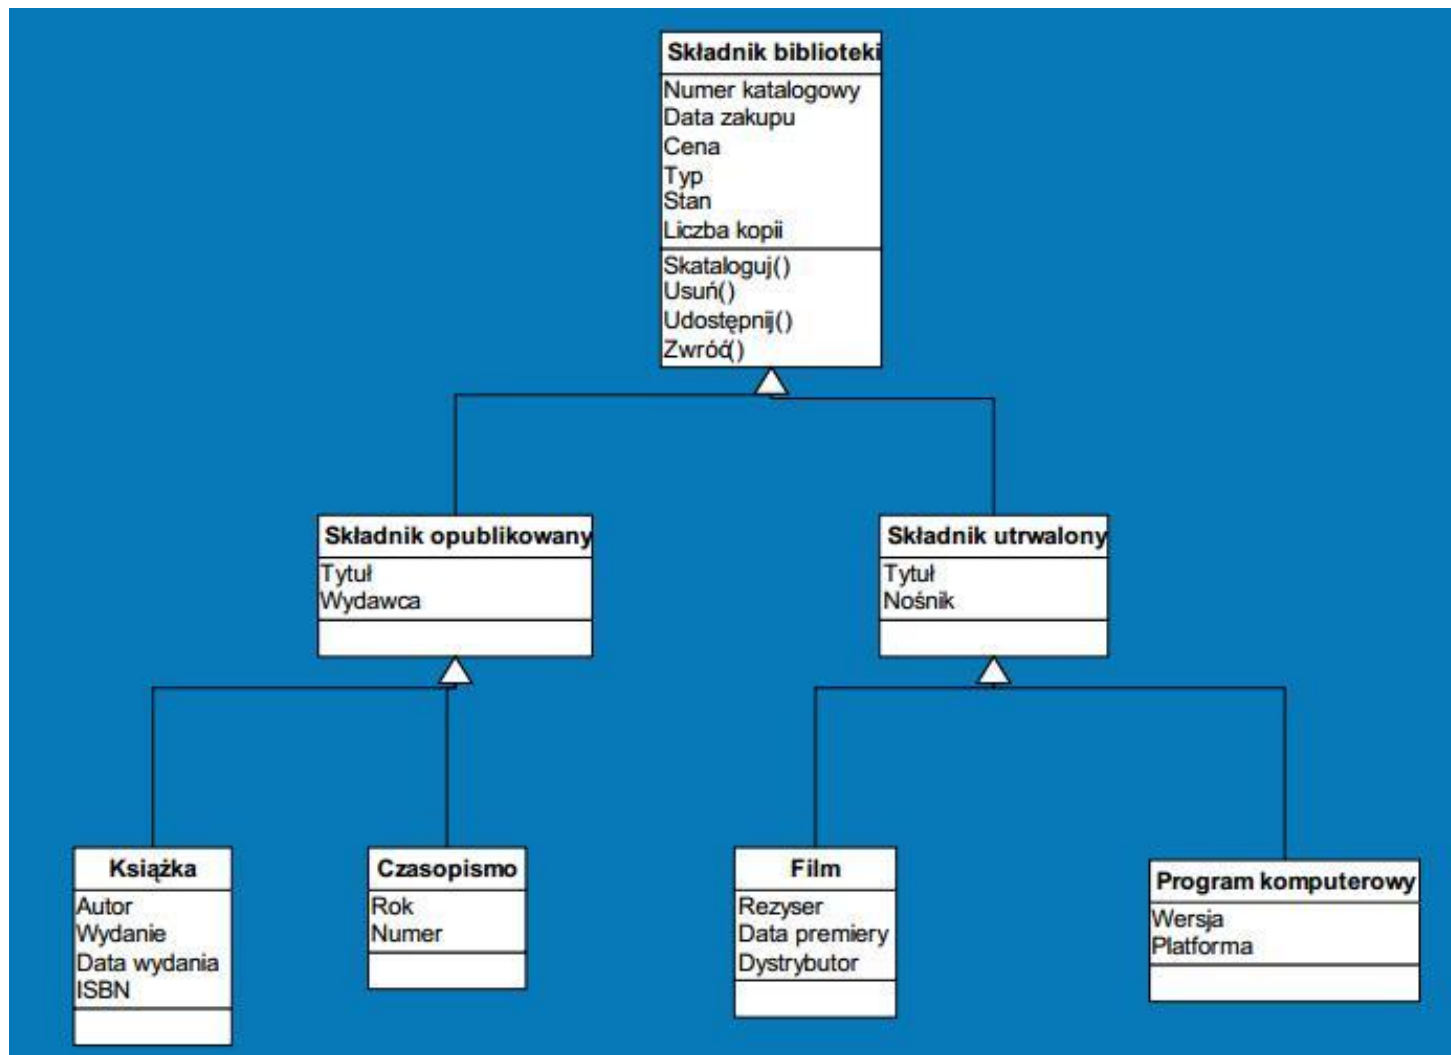 Składnik biblioteki
Numer katalogowy
Data zakupu
Cena
Typ
Stan
Liczba kopii
Skataloguj()
Usuń()
Udostępnij()
Zwróć()
Składnik opublikowany
Tytuł
Wydawca
Składnik utrwalony
Tytuł
Nośnik
Książka
Autor
Wydanie
Data wydania
ISBN
Czasopismo
Rok
Numer
Film
Rezyser
Data premiery
Dystrybutor
Program komputerowy
Wersja
Platforma